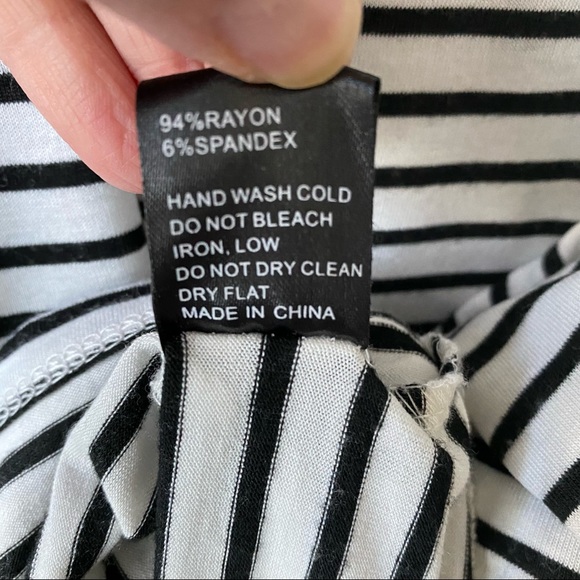 94%RAYON
6%SPANDEX
HAND WASH COLD
DO NOT BLEACH
IRON, LOW
DO NOT DRY CLEAN
DRY FLAT
MADE IN CHINA